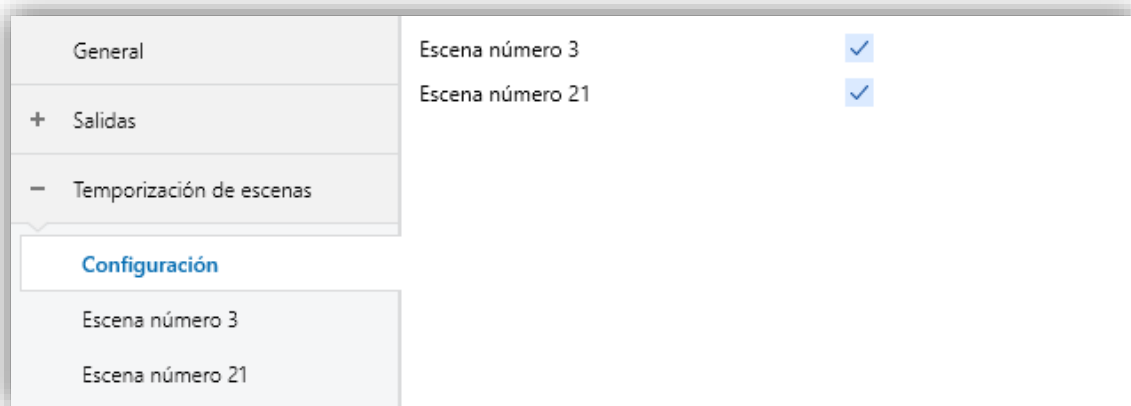 General
+ Salidas
− Temporización de escenas
Configuración
Escena número 3
Escena número 21
Escena número 3
Escena número 21